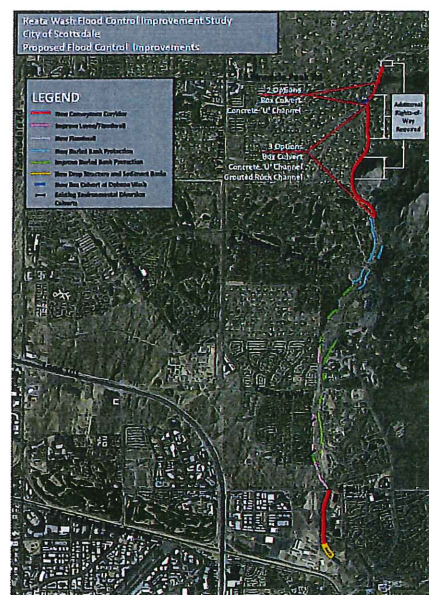 Reata Wash Flood Control Improvement Study
City of Scottsdale
Proposed Flood Control Improvements
2 Options
Box Culvert
Concrete 'U' Channel
Additional
Rights-of-
Way
Required
3 Options
Box Culvert
Concrete 'U' Channel
Grouted Rock Channel
LEGEND
New Conveyance Corridor
Improve Levee/Floodwall
New Floodwall
New Buried Bank Protection
Improve Buried Bank Protection
New Drop Structure and Sediment Basin
New Box Culvert at Wash
Existing Environmental Diversion
Culverts